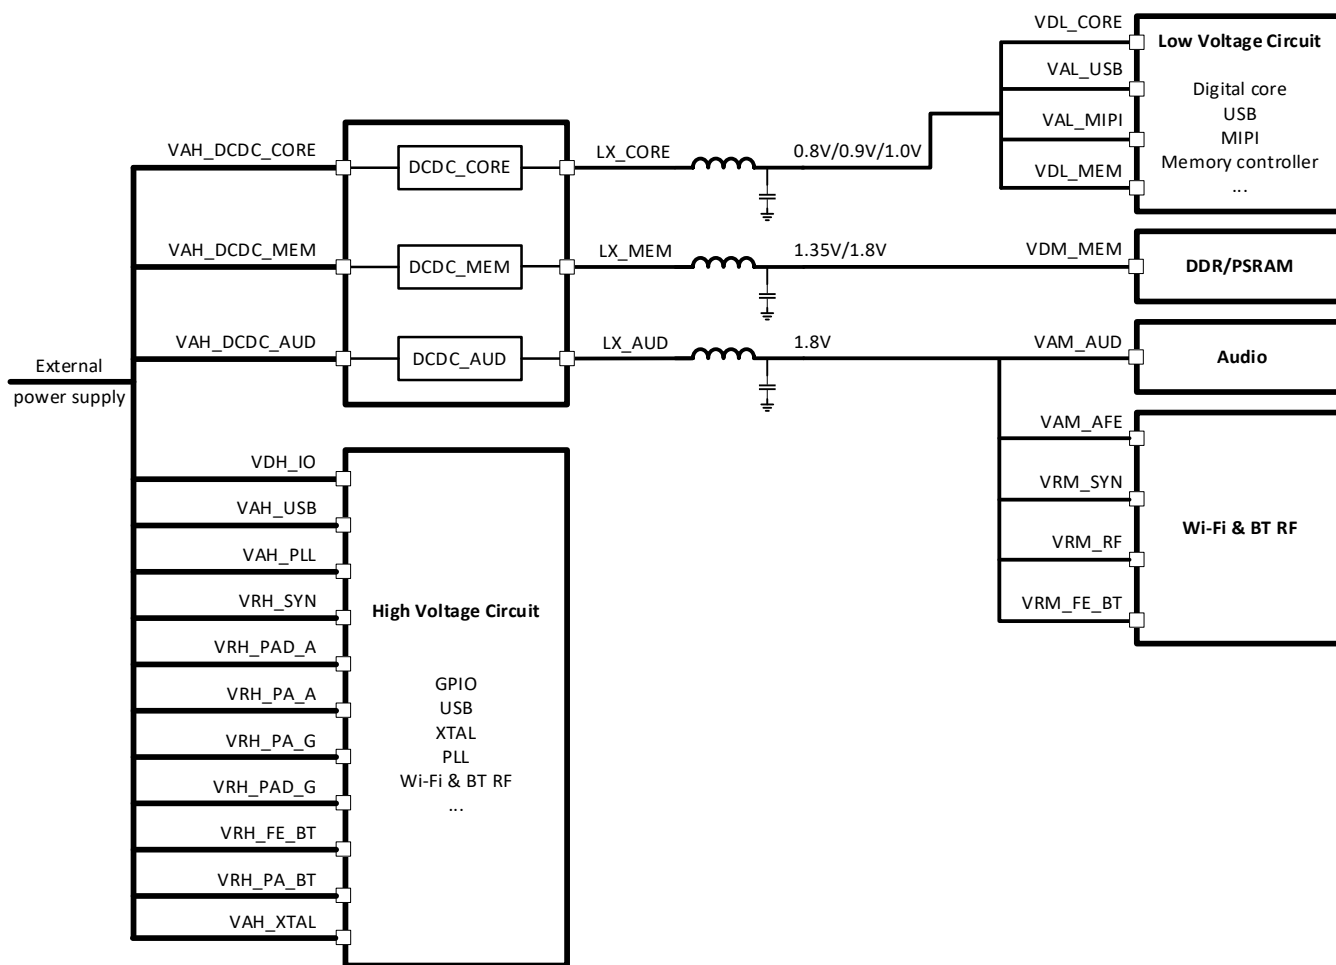 VDL_CORE
Low Voltage Circuit
VAL_USB
Digital core
USB
VAL_MIPI
MIPI
Memory controller
VDL_MEM
...
VAH_DCDC_CORE
DCDC_CORE
LX_CORE
0.8V/0.9V/1.0V
VAH_DCDC_MEM
DCDC_MEM
LX_MEM
1.35V/1.8V
VDM_MEM
DDR/PSRAM
VAH_DCDC_AUD
DCDC_AUD
LX_AUD
1.8V
VAM_AUD
Audio
External
power supply
VAM_AFE
VRM_SYN
VRM_RF
VRM_FE_BT
Wi-Fi & BT RF
VDH_IO
VAH_USB
VAH_PLL
VRH_SYN
VRH_PAD_A
VRH_PA_A
VRH_PA_G
VRH_PAD_G
VRH_FE_BT
VRH_PA_BT
VAH_XTAL
High Voltage Circuit
GPIO
USB
XTAL
PLL
Wi-Fi & BT RF
...